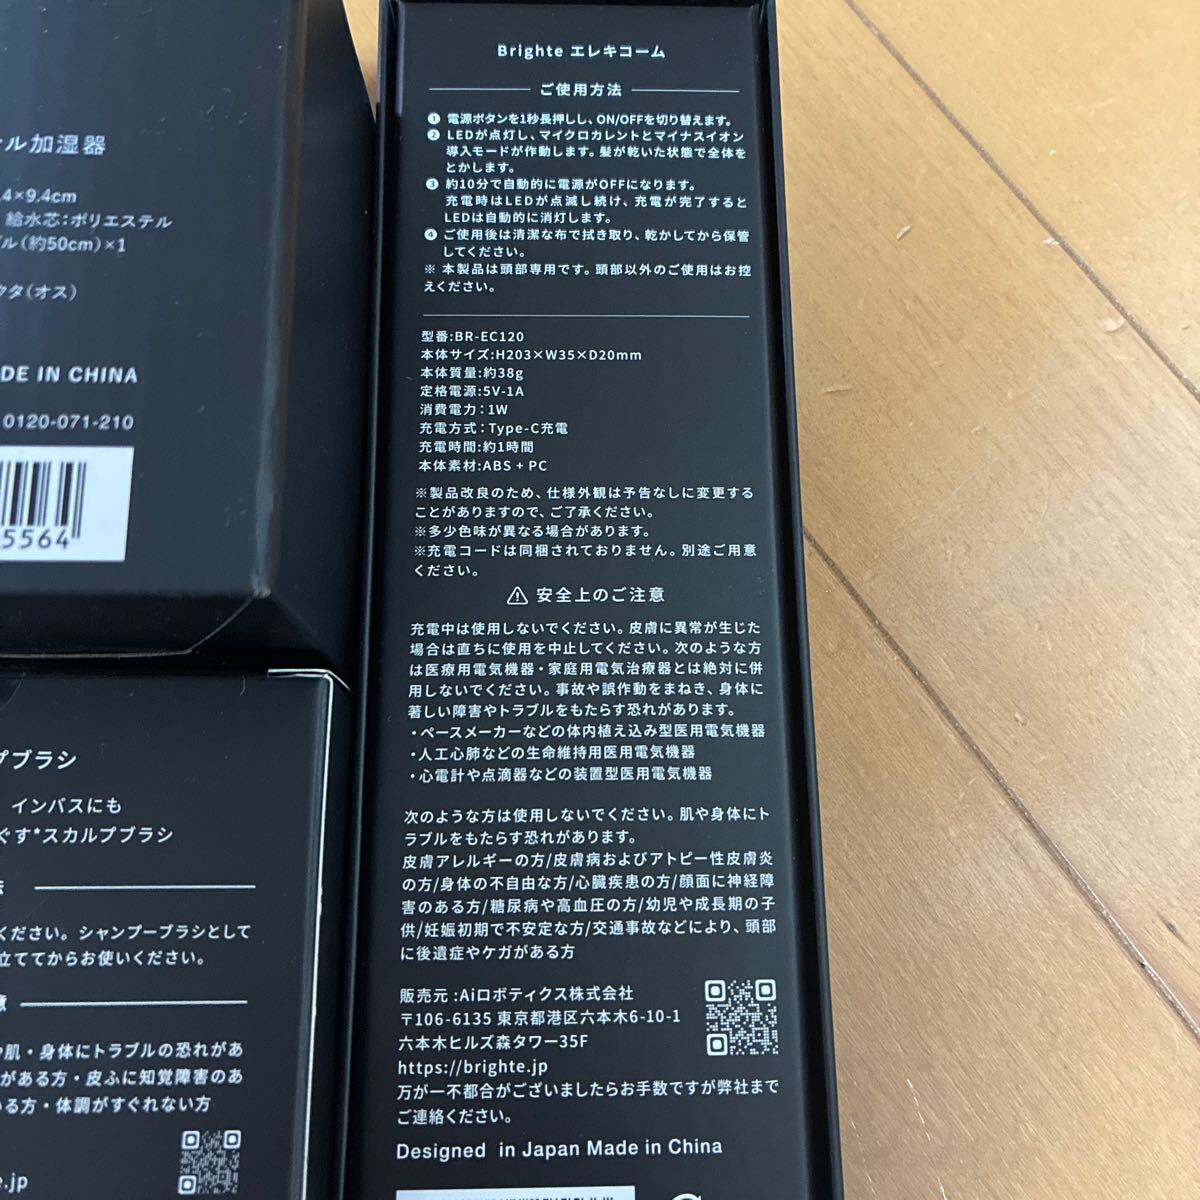 Brighte エレキコーム
ご使用方法
❶ 電源ボタンを1秒長押しし、ON/OFFを切り替えます。
❷ LEDが点灯し、マイクロカレントとマイナスイオン
導入モードが作動します。髪が乾いた状態で全体を
とかします。
❸ 約10分で自動的に電源がOFFになります。
充電時はLEDが点滅し続け、充電が完了すると
LEDは自動的に消灯します。
❹ ご使用後は清潔な布で拭き取り、乾かしてから保管
してください。
※ 本製品は頭部専用です。頭部以外のご使用はお控
えください。
型番:BR-EC120
本体サイズ:H203×W35×D20mm
本体質量:約38g
定格電源:5V-1A
消費電力：1W
充電方式：Type-C充電
充電時間:約1時間
本体素材:ABS + PC
※製品改良のため、仕様外観は予告なしに変更する
ことがありますので、ご了承ください。
※多少色味が異なる場合があります。
※充電コードは同梱されておりません。別途ご用意
ください。
⚠ 安全上のご注意
充電中は使用しないでください。皮膚に異常が生じた
場合は直ちに使用を中止してください。次のような方
は医療用電気機器・家庭用電気治療器とは絶対に併
用しないでください。事故や誤作動をまねき、身体に
著しい障害やトラブルをもたらす恐れがあります。
・ペースメーカーなどの体内植え込み型医用電気機器
・人工心肺などの生命維持用医用電気機器
・心電計や点滴器などの装置型医用電気機器
次のような方は使用しないでください。肌や身体にト
ラブルをもたらす恐れがあります。
皮膚アレルギーの方/皮膚病およびアトピー性皮膚炎
の方/身体の不自由な方/心臓疾患の方/顔面に神経障
害のある方/糖尿病や高血圧の方/幼児や成長期の子
供/妊娠初期で不安定な方/交通事故などにより、頭部
に後遺症やケガがある方
販売元 :Aiロボティクス株式会社
〒106-6135 東京都港区六本木6-10-1
六本木ヒルズ森タワー35F
https://brighte.jp
万が一不都合がございましたらお手数ですが弊社まで
ご連絡ください。
Designed in Japan Made in China
ル加湿器
.4×9.4cm
給水芯：ポリエステル
ブル（約50cm）×1
クタ（オス）
DE IN CHINA
0120-071-210
5564
プブラシ
インバスにも
ぐす*スカルプブラシ
ください。シャンプーブラシとして
立ててからお使いください。
や肌・身体にトラブルの恐れがあ
がある方・皮ふに知覚障害のあ
いる方・体調がすぐれない方
e.jp